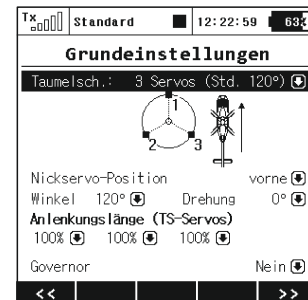 Tx Standard 12:22:59 63%
Grundeinstellungen
Taumelsch.: 3 Servos (Std. 120°)
1
2 3
Nickservo-Position vorne
Winkel 120° Drehung 0°
Anlenkungslänge (TS-Servos)
100% 100% 100%
Governor Nein
<< >>